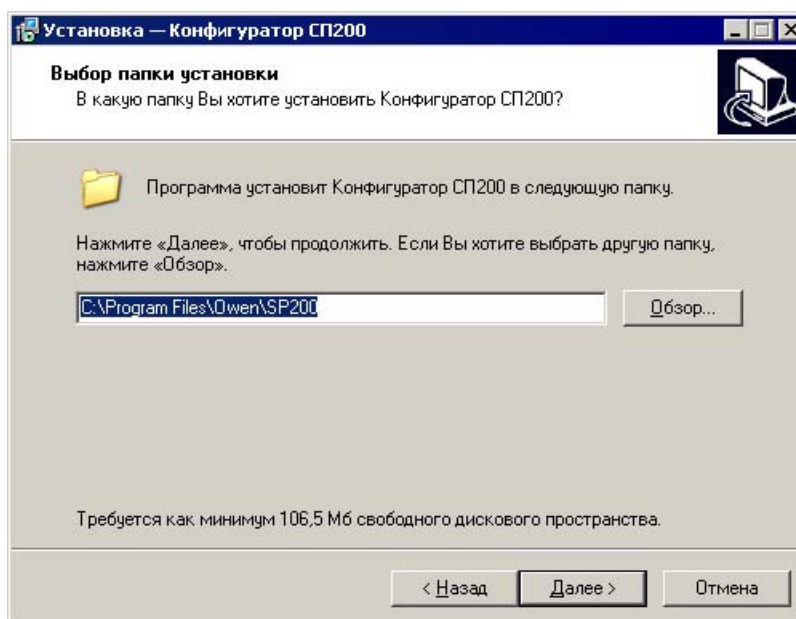 Установка — Конфигуратор СП200
Выбор папки установки
В какую папку Вы хотите установить Конфигуратор СП200?
Программа установит Конфигуратор СП200 в следующую папку.
Нажмите «Далее», чтобы продолжить. Если Вы хотите выбрать другую папку,
нажмите «Обзор».
C:\Program Files\Owen\SP200
Обзор...
Требуется как минимум 106,5 Мб свободного дискового пространства.
< Назад
Далее >
Отмена